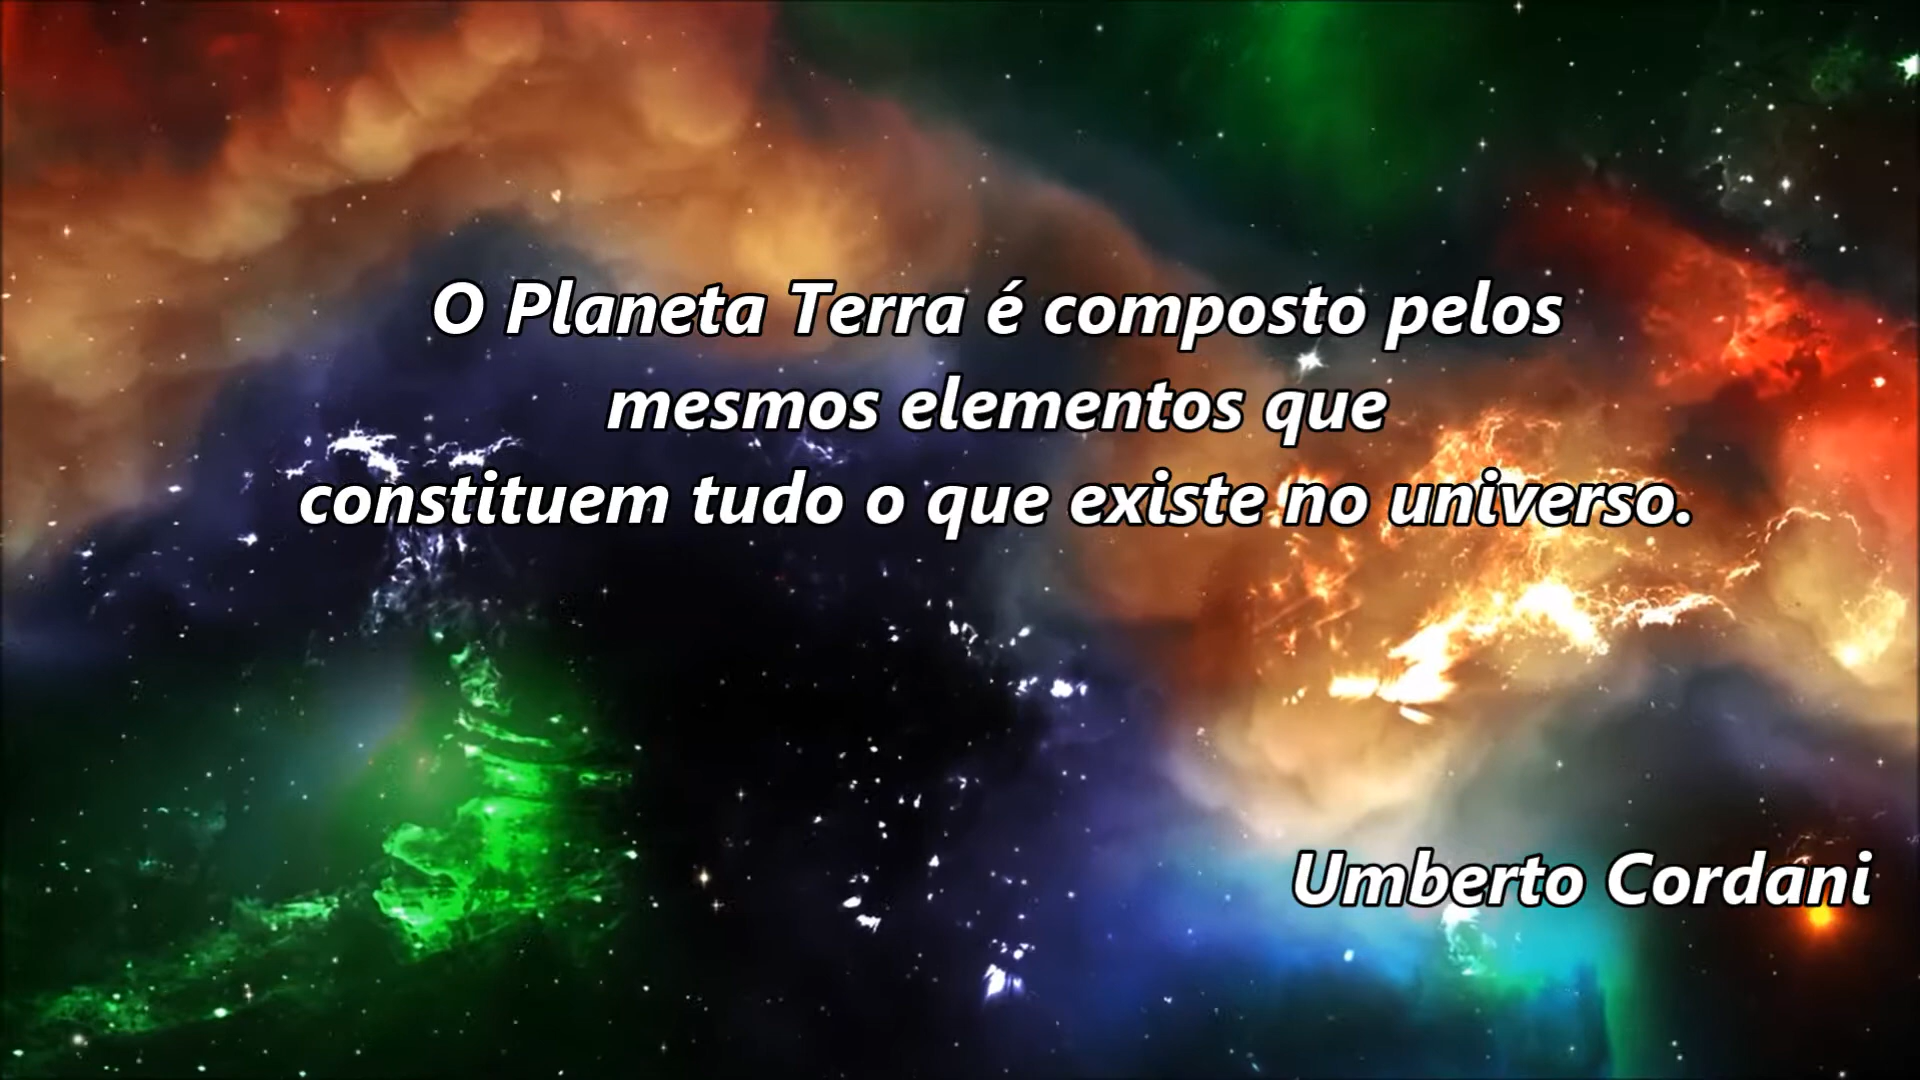 O Planeta Terra é composto pelos
mesmos elementos que
constituem tudo o que existe no universo.
Umberto Cordani